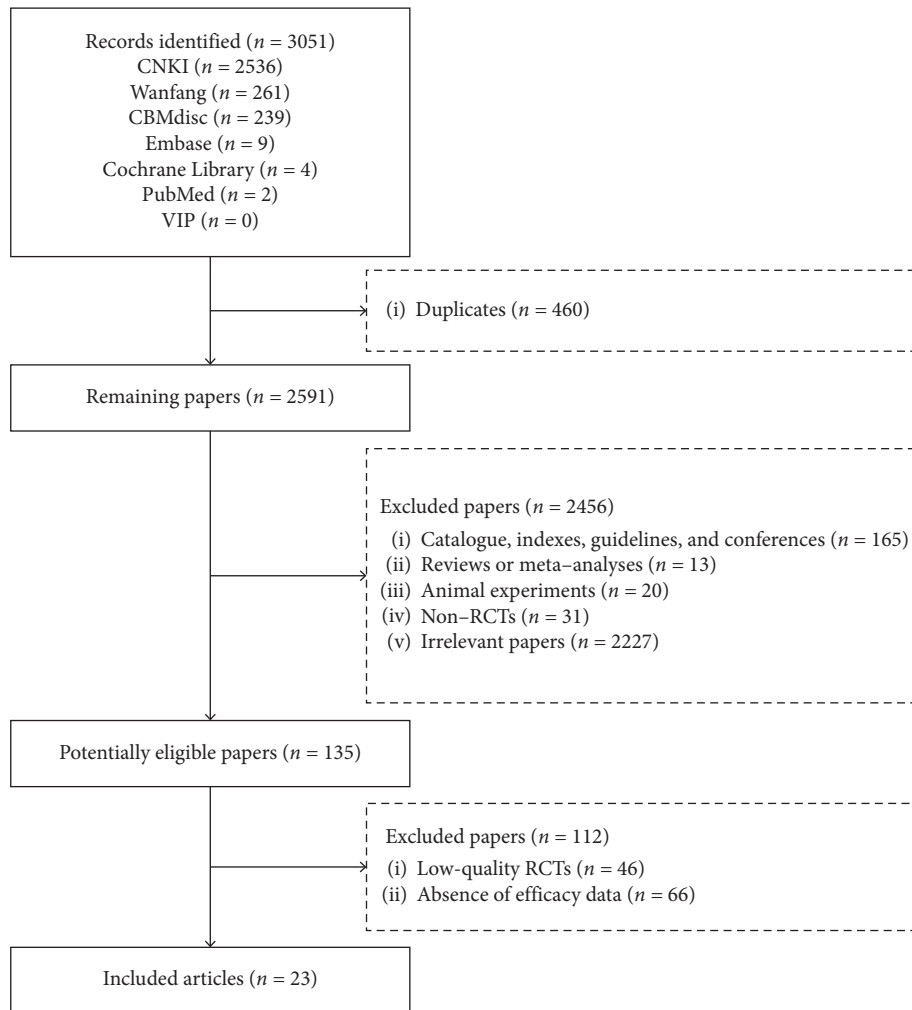 Records identified (n = 3051)
CNKI (n = 2536)
Wanfang (n = 261)
CBMdisc (n = 239)
Embase (n = 9)
Cochrane Library (n = 4)
PubMed (n = 2)
VIP (n = 0)
(i) Duplicates (n = 460)
Remaining papers (n = 2591)
Excluded papers (n = 2456)
(i) Catalogue, indexes, guidelines, and conferences (n = 165)
(ii) Reviews or meta–analyses (n = 13)
(iii) Animal experiments (n = 20)
(iv) Non–RCTs (n = 31)
(v) Irrelevant papers (n = 2227)
Potentially eligible papers (n = 135)
Excluded papers (n = 112)
(i) Low-quality RCTs (n = 46)
(ii) Absence of efficacy data (n = 66)
Included articles (n = 23)